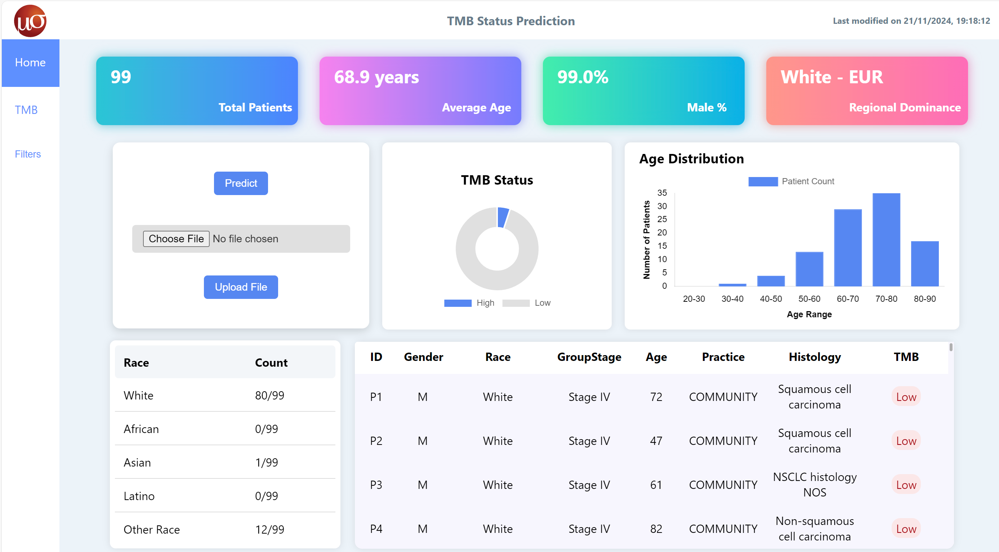 μσ
TMB Status Prediction
Last modified on 21/11/2024, 19:18:12
Home
TMB
Filters
99
Total Patients
68.9 years
Average Age
99.0%
Male %
White - EUR
Regional Dominance
Predict
Choose File No file chosen
Upload File
TMB Status
High Low
Age Distribution
Patient Count
Number of Patients
35
30
25
20
15
10
5
0
20-30 30-40 40-50 50-60 60-70 70-80 80-90
Age Range
Race Count
White 80/99
African 0/99
Asian 1/99
Latino 0/99
Other Race 12/99
ID Gender Race GroupStage Age Practice Histology TMB
P1 M White Stage IV 72 COMMUNITY Squamous cell carcinoma Low
P2 M White Stage IV 47 COMMUNITY Squamous cell carcinoma Low
P3 M White Stage IV 61 COMMUNITY NSCLC histology NOS Low
P4 M White Stage IV 82 COMMUNITY Non-squamous cell carcinoma Low